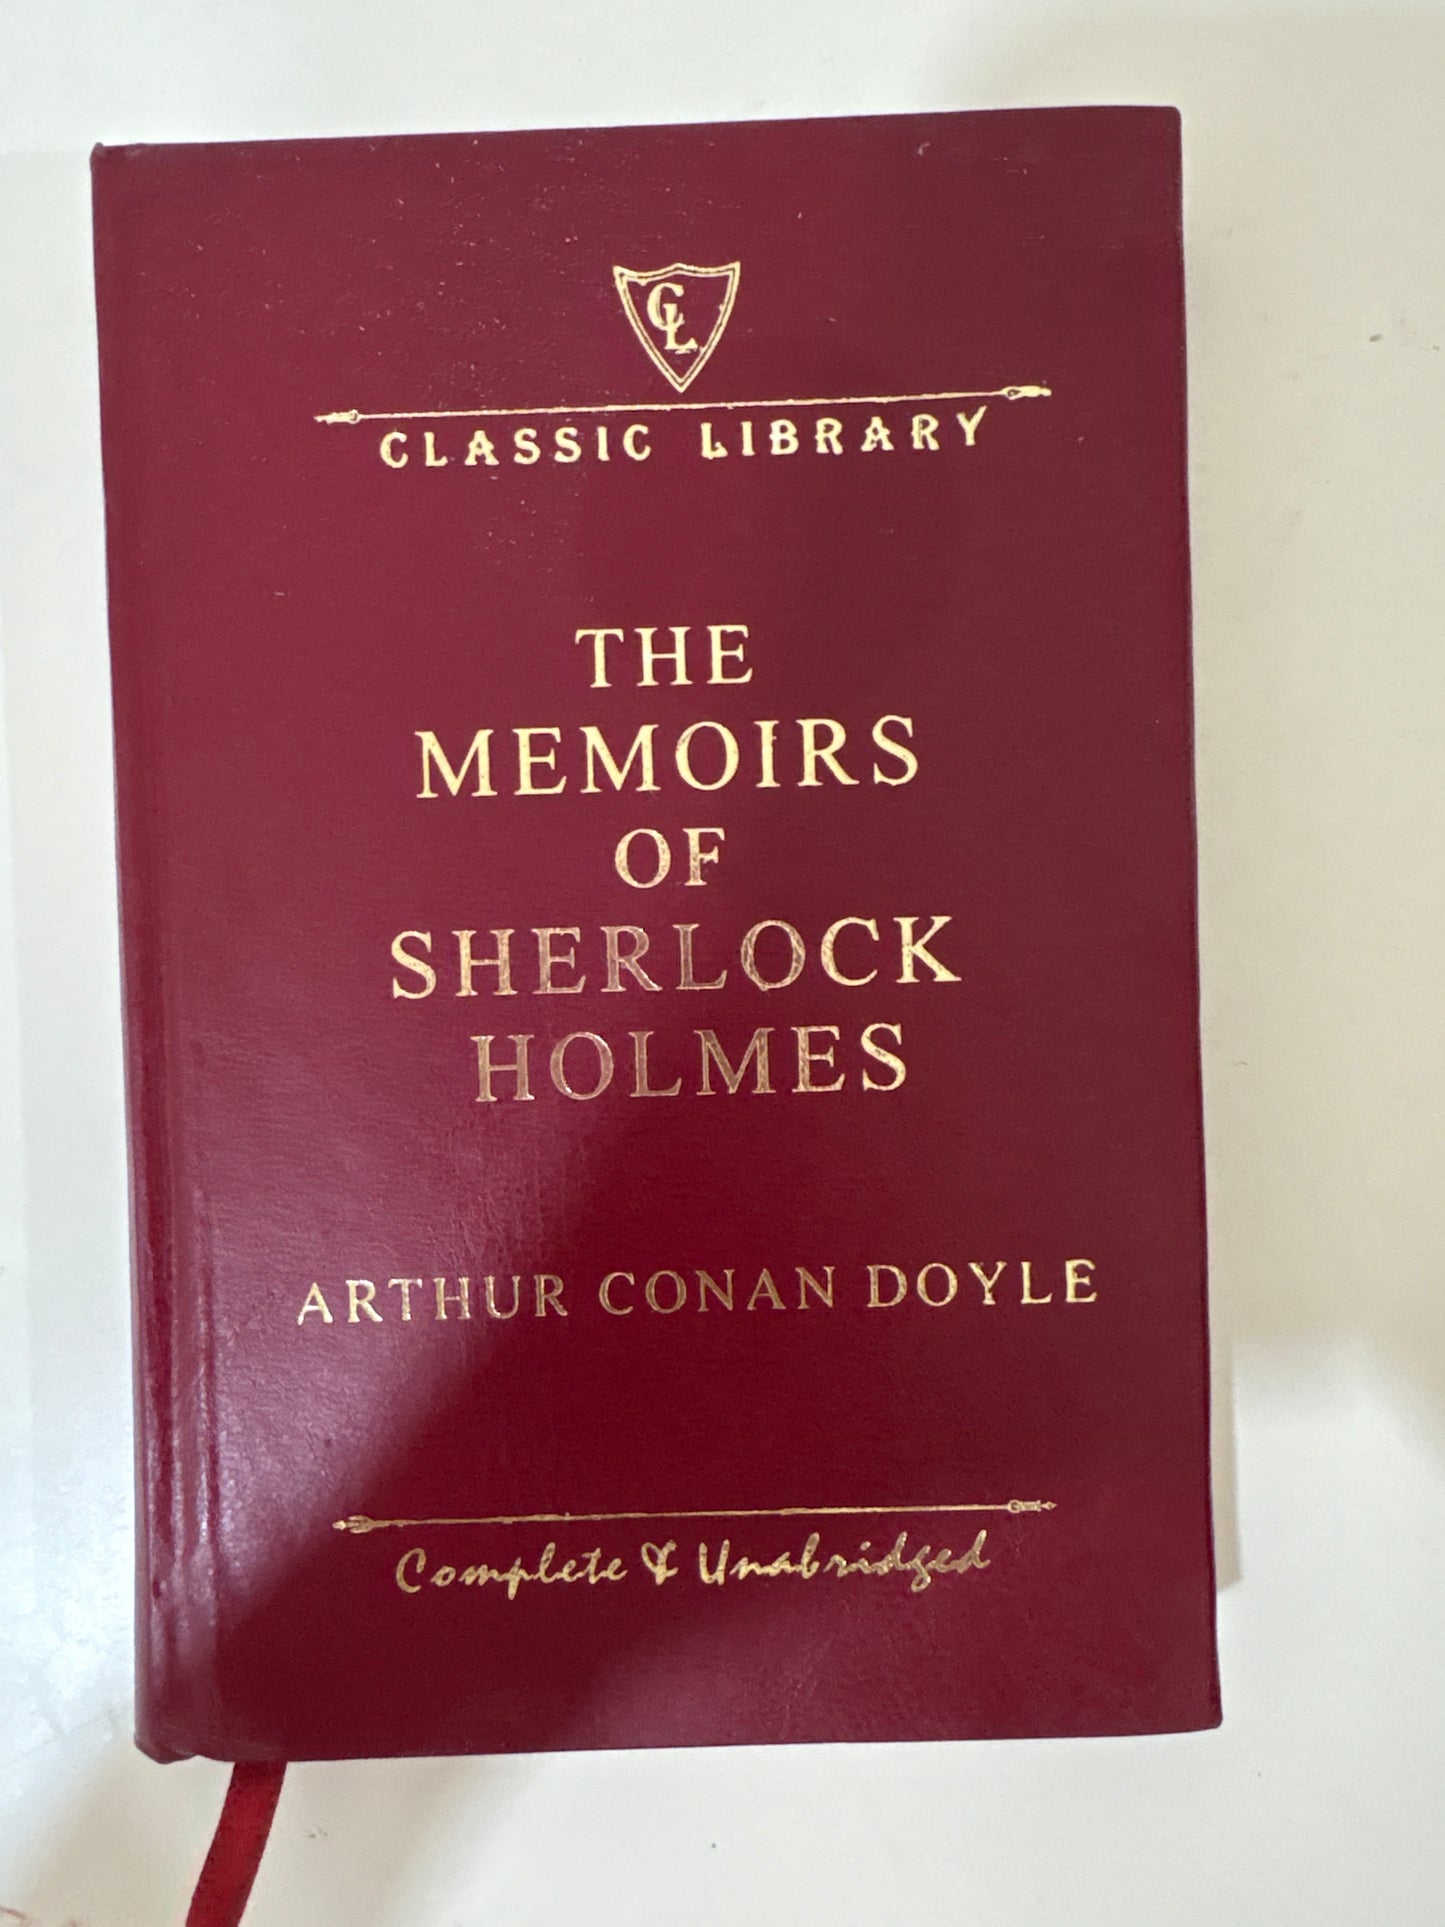 CL
CLASSIC LIBRARY
THE
MEMOIRS
OF
SHERLOCK
HOLMES
ARTHUR CONAN DOYLE
Complete & Unabridged